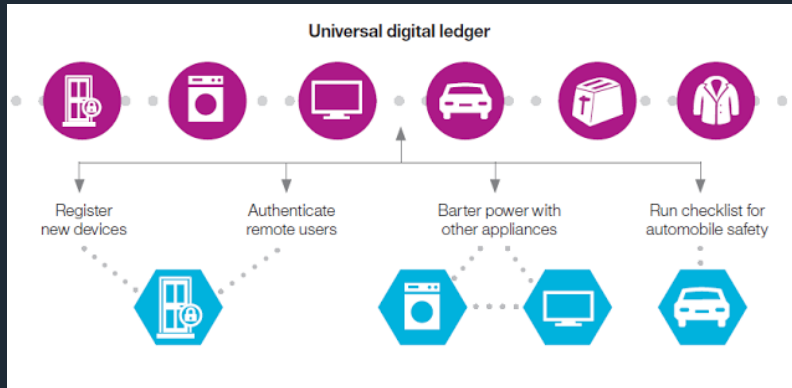 Universal digital ledger
Register
new devices
Authenticate
remote users
Barter power with
other appliances
Run checklist for
automobile safety